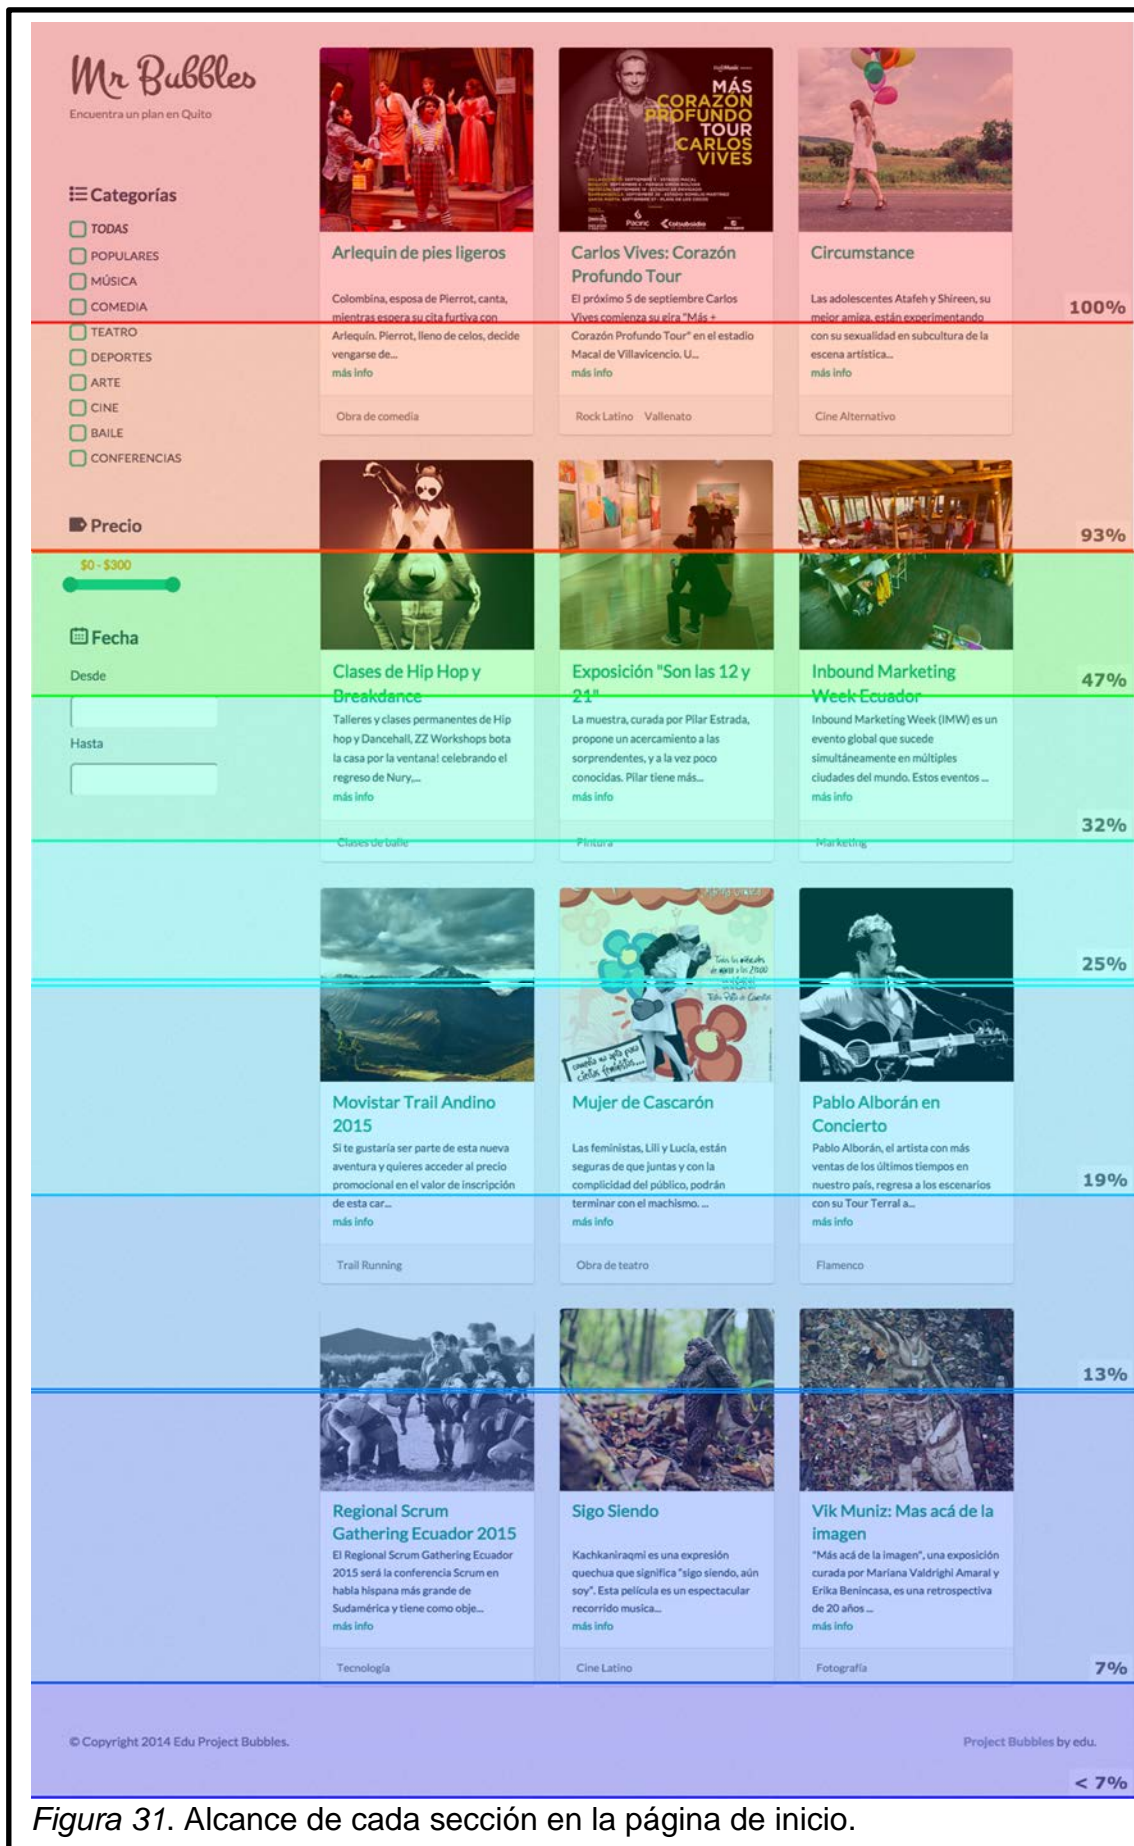 Mr Bubbles
Encuentra un plan en Quito
Categorías
TODAS
POPULARES
MÚSICA
COMEDIA
TEATRO
DEPORTES
ARTE
CINE
BAILE
CONFERENCIAS
Precio
$0 - $300
Fecha
Desde
Hasta
MÁS
CORAZÓN
PROFUNDO
TOUR
CARLOS
VIVES
Arlequin de pies ligeros
Colombina, esposa de Pierrot, canta,
mientras espera su cita furtiva con
Arlequín. Pierrot, lleno de celos, decide
vengarse de...
más info
Obra de comedia
Carlos Vives: Corazón
Profundo Tour
El próximo 5 de septiembre Carlos
Vives comienza su gira "Más +
Corazón Profundo Tour" en el estadio
Macal de Villavicencio. U...
más info
Rock Latino Vallenato
Circumstance
Las adolescentes Atafeh y Shireen, su
mejor amiga, están experimentando
con su sexualidad en subcultura de la
escena artística...
más info
Cine Alternativo
100%
93%
Clases de Hip Hop y
Breakdance
Talleres y clases permanentes de Hip
hop y Dancehall, ZZ Workshops bota
la casa por la ventana! celebrando el
regreso de Nury,...
más info
Clases de baile
Exposición "Son las 12 y
21"
La muestra, curada por Pilar Estrada,
propone un acercamiento a las
sorprendentes, y a la vez poco
conocidas. Pilar tiene más...
más info
Pintura
Inbound Marketing
Week Ecuador
Inbound Marketing Week (IMW) es un
evento global que sucede
simultáneamente en múltiples
ciudades del mundo. Estos eventos ...
más info
Marketing
47%
32%
25%
Movistar Trail Andino
2015
Si te gustaría ser parte de esta nueva
aventura y quieres acceder al precio
promocional en el valor de inscripción
de esta car...
más info
Trail Running
Mujer de Cascarón
Las feministas, Lili y Lucía, están
seguras de que juntas y con la
complicidad del público, podrán
terminar con el machismo. ...
más info
Obra de teatro
Pablo Alborán en
Concierto
Pablo Alborán, el artista con más
ventas de los últimos tiempos en
nuestro país, regresa a los escenarios
con su Tour Terral a...
más info
Flamenco
19%
13%
Regional Scrum
Gathering Ecuador 2015
El Regional Scrum Gathering Ecuador
2015 será la conferencia Scrum en
habla hispana más grande de
Sudamérica y tiene como obje...
más info
Tecnología
Sigo Siendo
Kachkaniraqmi es una expresión
quechua que significa "sigo siendo, aún
soy". Esta película es un espectacular
recorrido musica...
más info
Cine Latino
Vik Muniz: Mas acá de la
imagen
"Más acá de la imagen", una exposición
curada por Mariana Valdrighi Amaral y
Erika Benincasa, es una retrospectiva
de 20 años ...
más info
Fotografía
7%
© Copyright 2014 Edu Project Bubbles.
Project Bubbles by edu.
< 7%
Figura 31. Alcance de cada sección en la página de inicio.